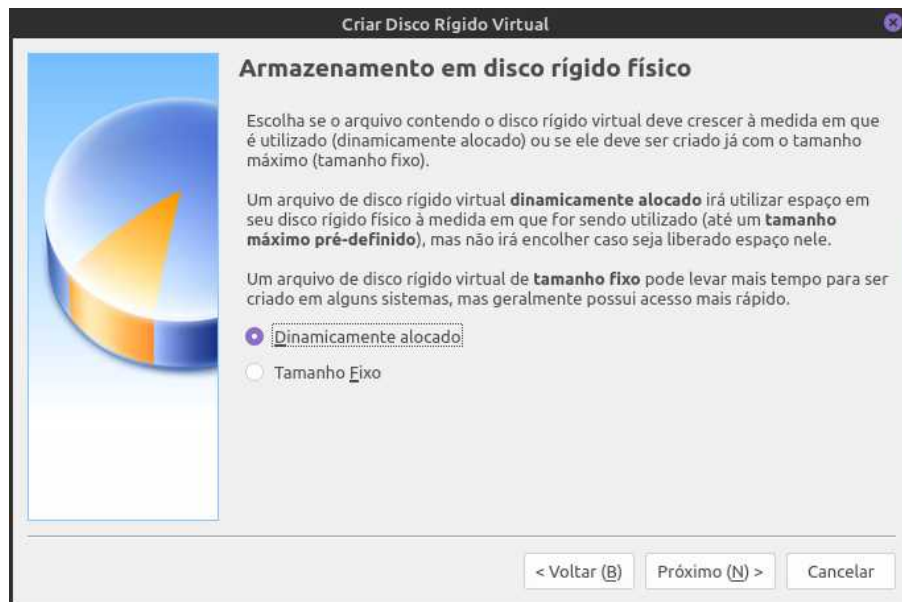 Criar Disco Rígido Virtual
Armazenamento em disco rígido físico
Escolha se o arquivo contendo o disco rígido virtual deve crescer à medida em que
é utilizado (dinamicamente alocado) ou se ele deve ser criado já com o tamanho
máximo (tamanho fixo).
Um arquivo de disco rígido virtual dinamicamente alocado irá utilizar espaço em
seu disco rígido físico à medida em que for sendo utilizado (até um tamanho
máximo pré-definido), mas não irá encolher caso seja liberado espaço nele.
Um arquivo de disco rígido virtual de tamanho fixo pode levar mais tempo para ser
criado em alguns sistemas, mas geralmente possui acesso mais rápido.
Dinamicamente alocado
Tamanho Fixo
< Voltar (B) Próximo (N) > Cancelar